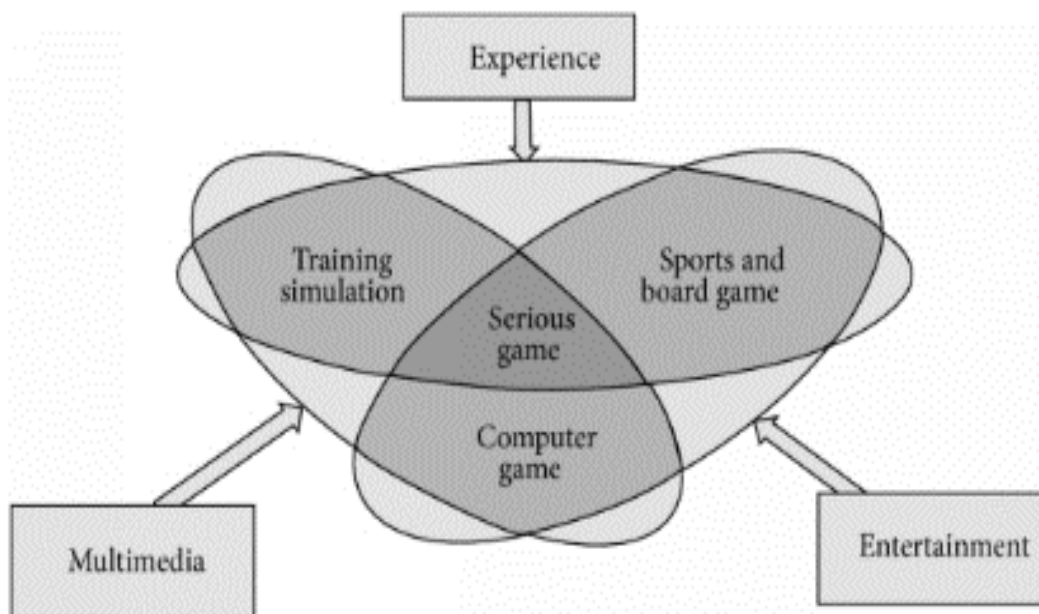 Experience
Training
simulation
Sports and
board game
Serious
game
Computer
game
Multimedia
Entertainment